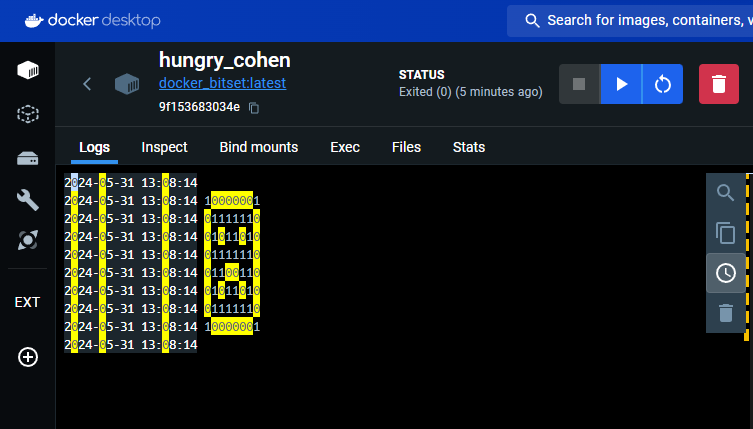 docker desktop
Search for images, containers, v
hungry_cohen
docker_bitset:latest
9f153683034e
STATUS
Exited (0) (5 minutes ago)
Logs Inspect Bind mounts Exec Files Stats
2024-05-31 13:08:14
2024-05-31 13:08:14 10000001
2024-05-31 13:08:14 01111110
2024-05-31 13:08:14 01011010
2024-05-31 13:08:14 01111110
2024-05-31 13:08:14 01100110
2024-05-31 13:08:14 01011010
2024-05-31 13:08:14 01111110
2024-05-31 13:08:14 10000001
2024-05-31 13:08:14
EXT